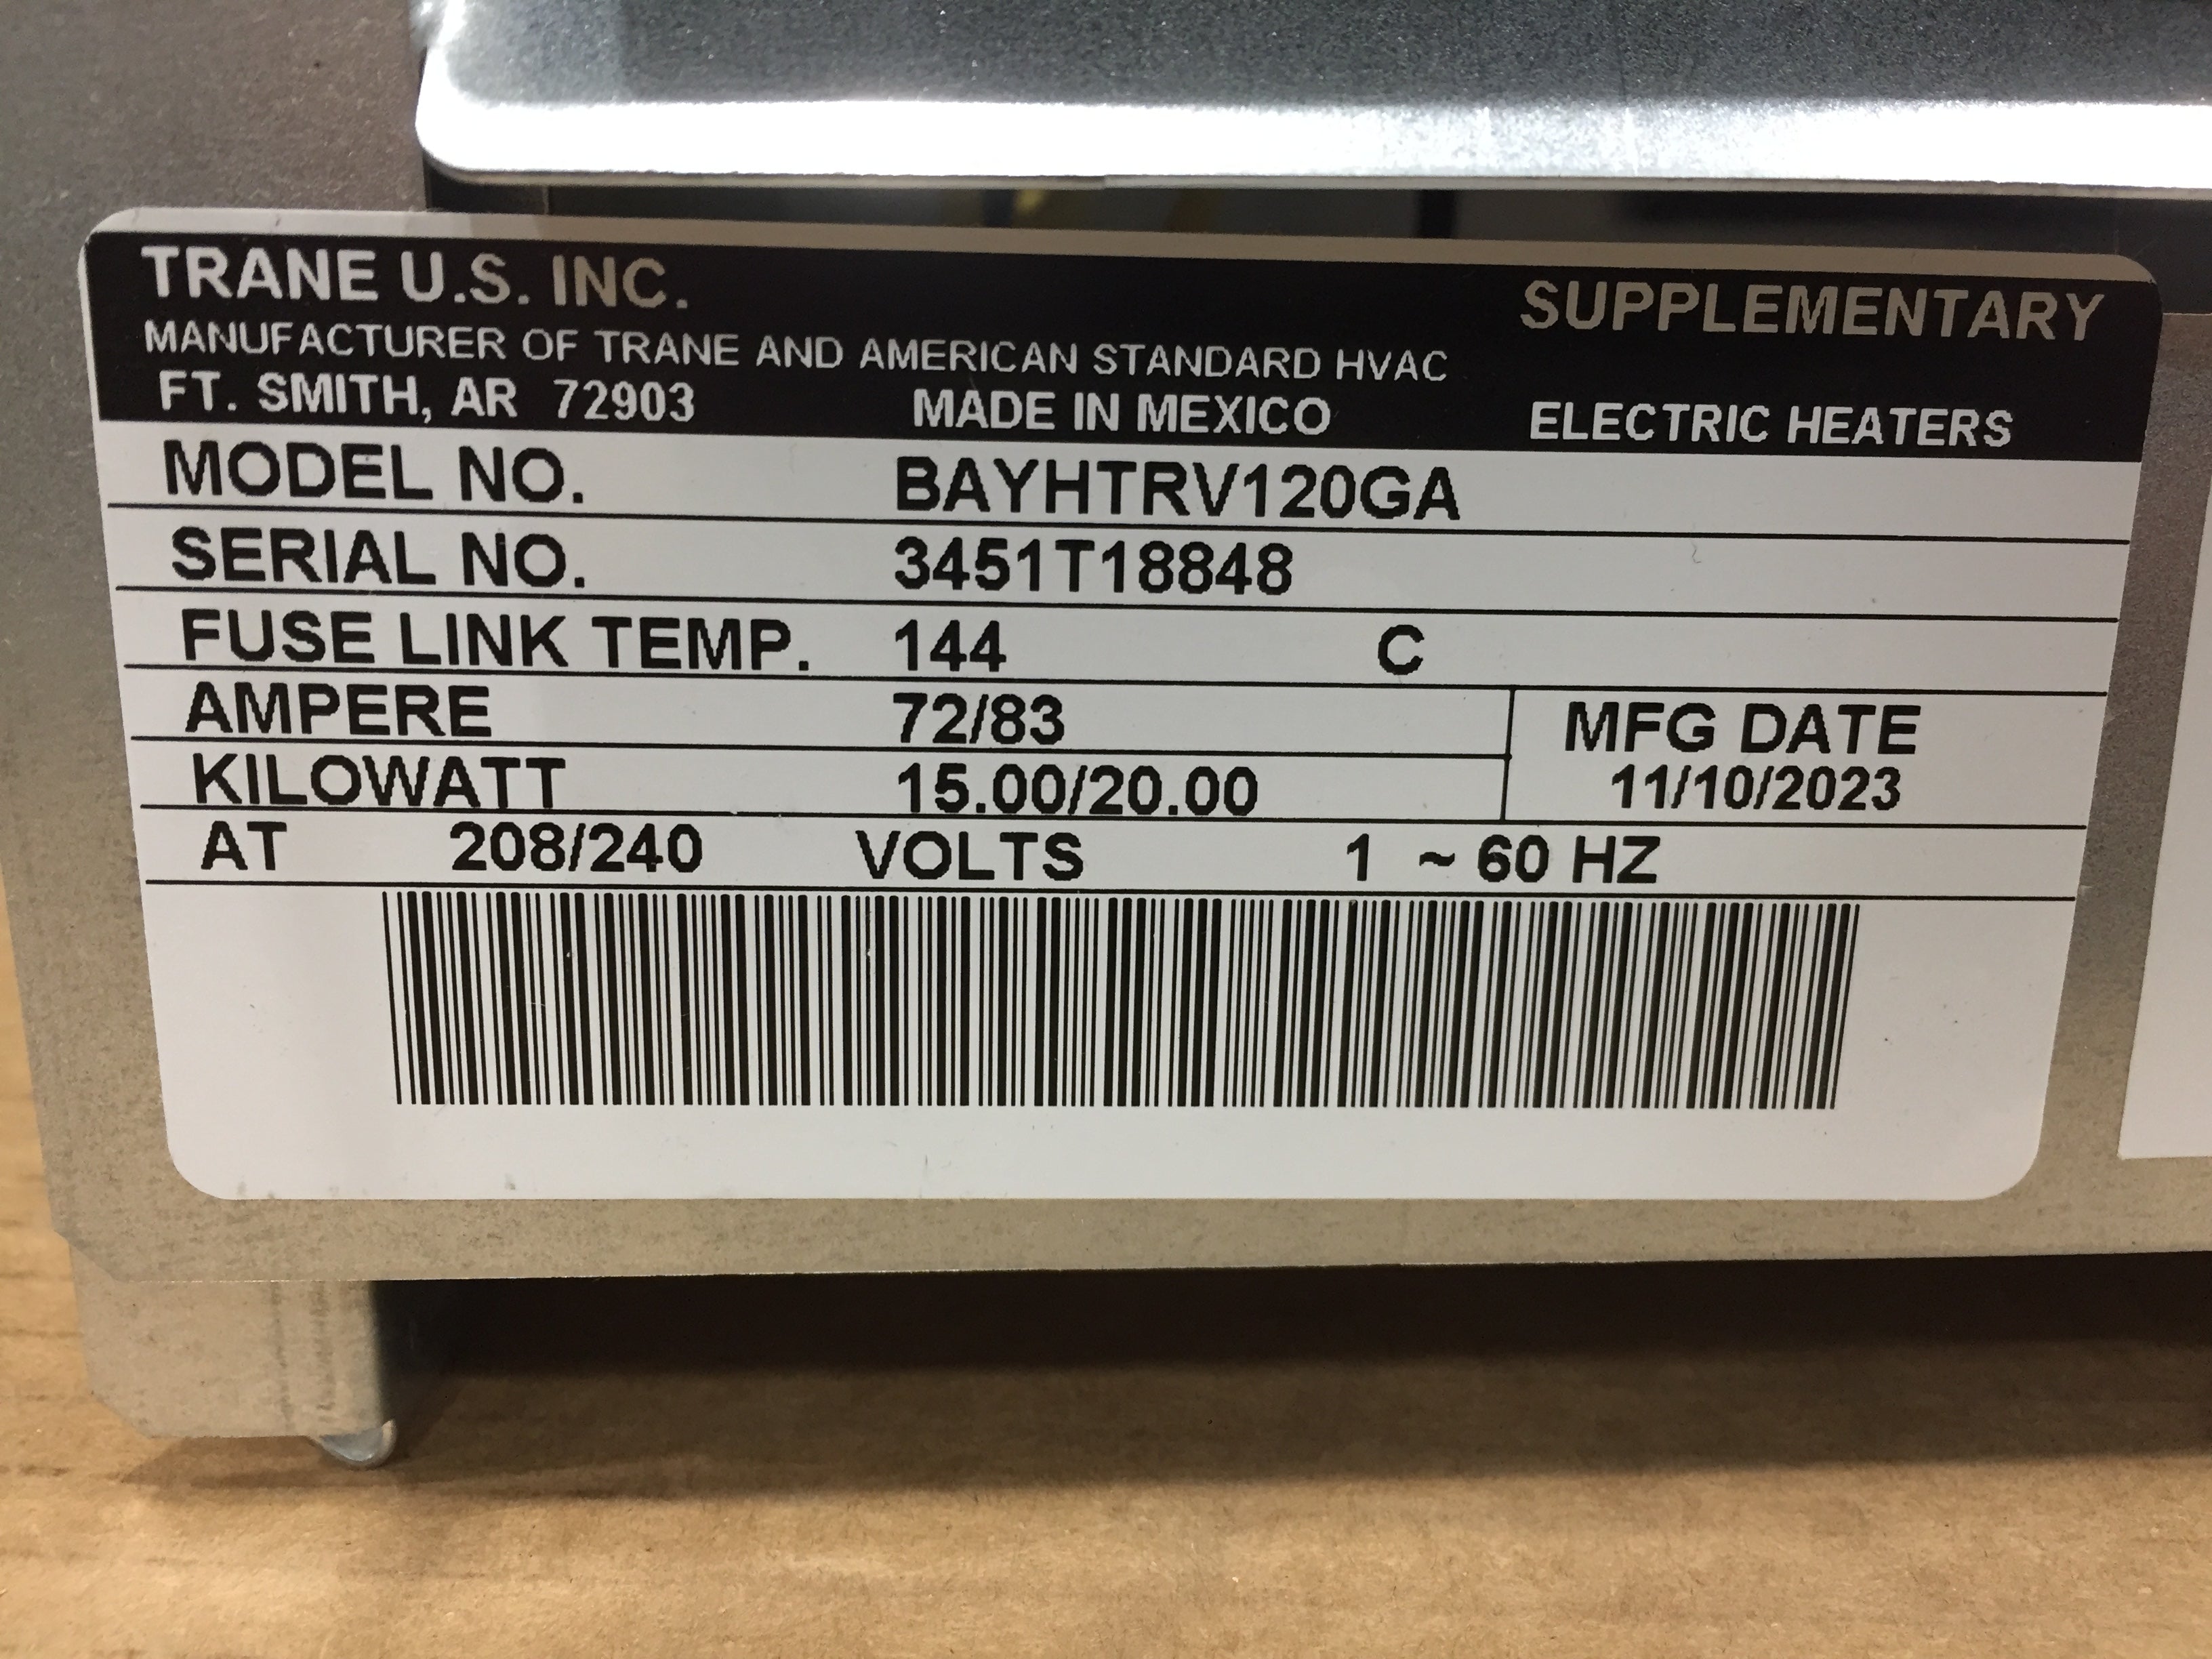 TRANE U.S. INC.
SUPPLEMENTARY
MANUFACTURER OF TRANE AND AMERICAN STANDARD HVAC
FT. SMITH, AR 72903 MADE IN MEXICO ELECTRIC HEATERS
MODEL NO. BAYHTRV120GA
SERIAL NO. 3451T18848
FUSE LINK TEMP. 144 C
AMPERE 72/83
MFG DATE
KILOWATT 15.00/20.00
11/10/2023
AT 208/240 VOLTS 1 ~ 60 HZ